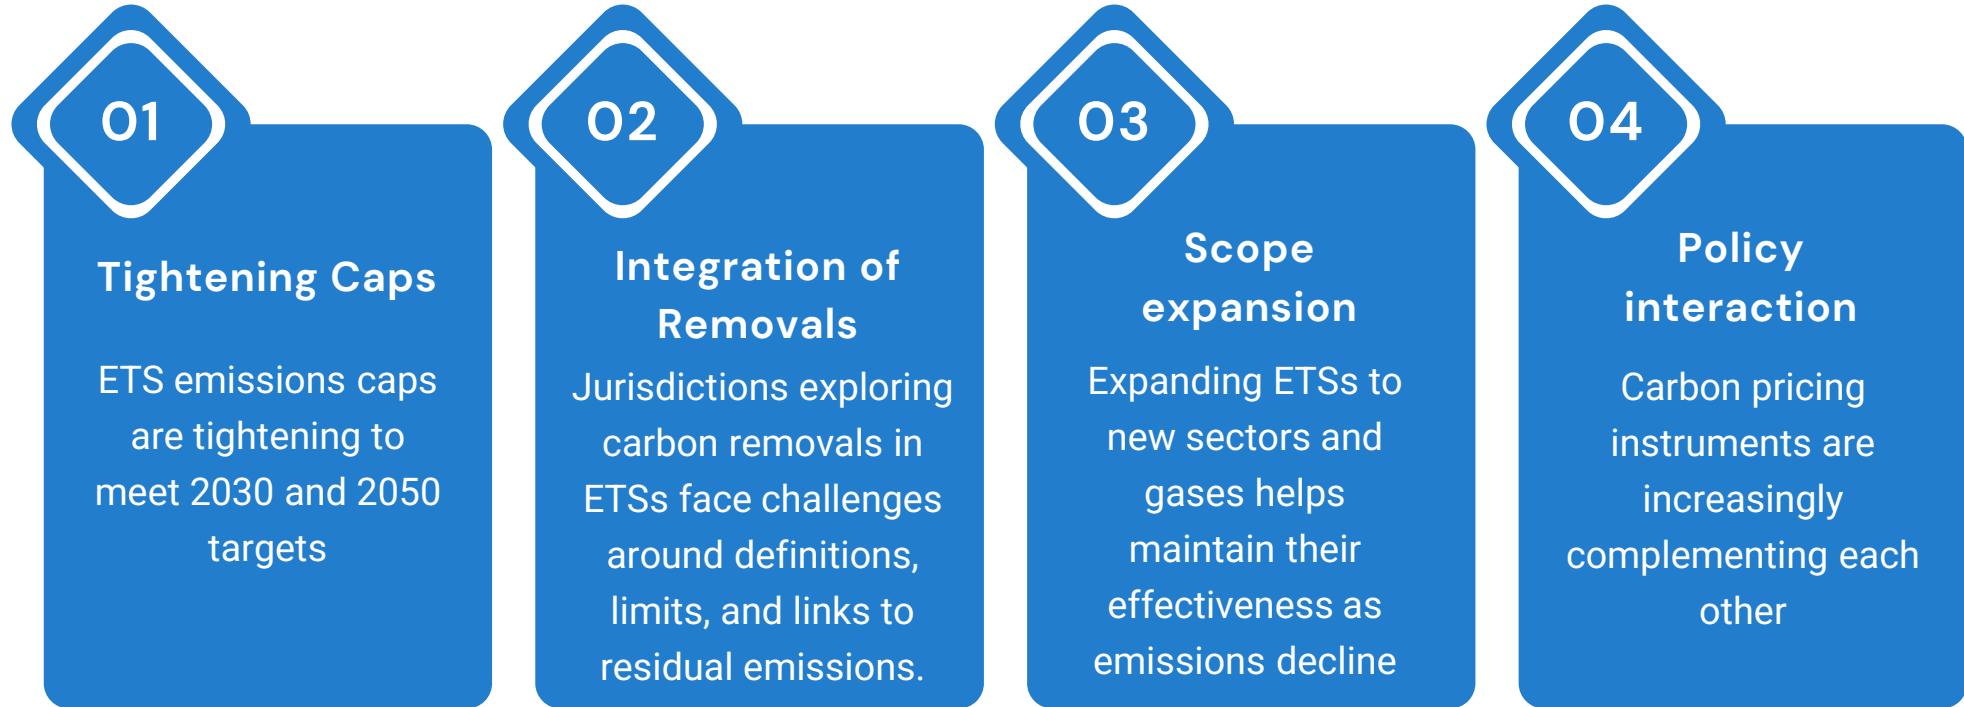 01
Tightening Caps
ETS emissions caps
are tightening to
meet 2030 and 2050
targets
02
Integration of
Removals
Jurisdictions exploring
carbon removals in
ETSs face challenges
around definitions,
limits, and links to
residual emissions.
03
Scope
expansion
Expanding ETSs to
new sectors and
gases helps
maintain their
effectiveness as
emissions decline
04
Policy
interaction
Carbon pricing
instruments are
increasingly
complementing each
other